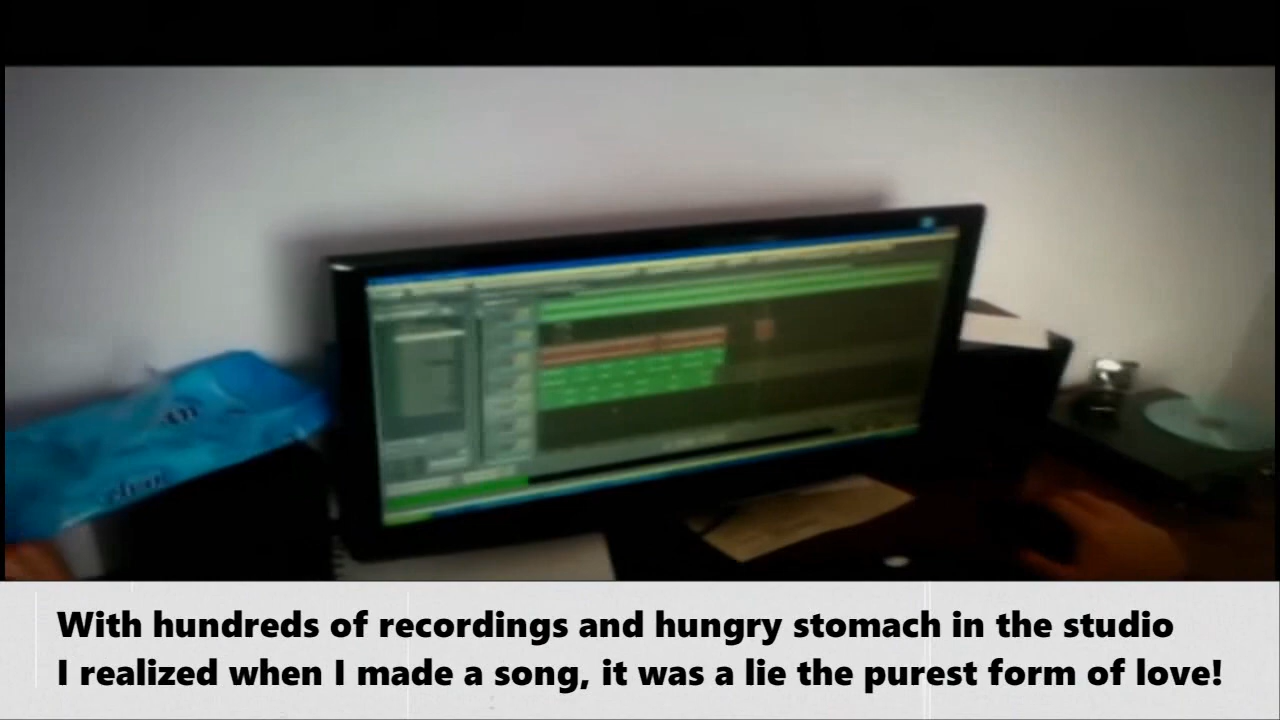 With hundreds of recordings and hungry stomach in the studio
I realized when I made a song, it was a lie the purest form of love!